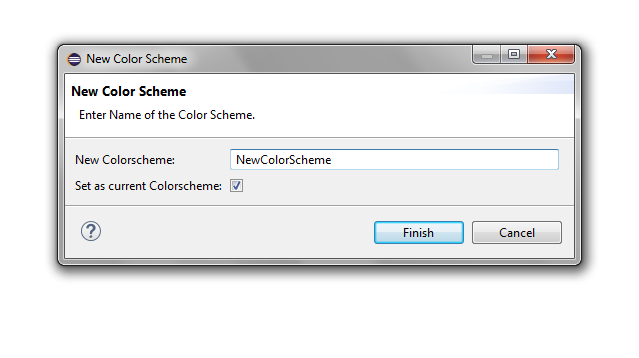 New Color Scheme
New Color Scheme
Enter Name of the Color Scheme.
New Colorscheme: NewColorScheme
Set as current Colorscheme:
? Finish Cancel